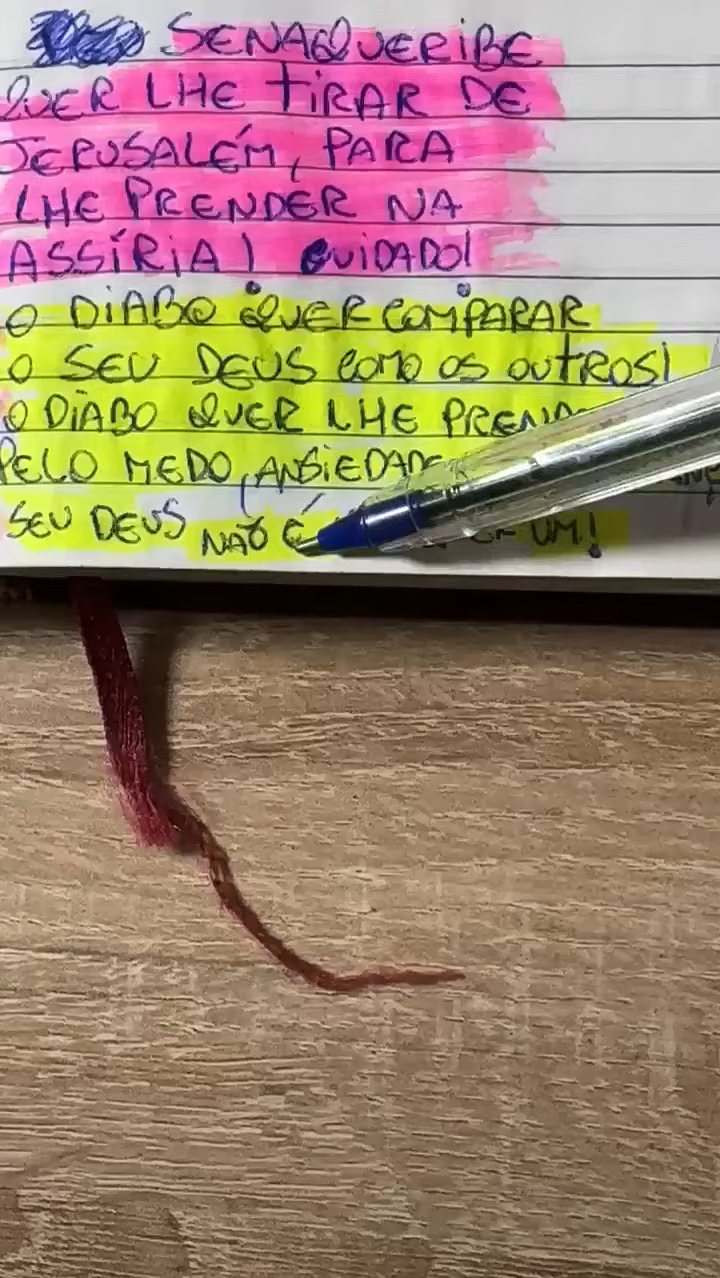 SENAQUERIBE
QUER LHE TIRAR DE
JERUSALÉM, PARA
LHE PRENDER NA
ASSÍRIA! CUIDADO!
O DIABO QUER COMPARAR
O SEU DEUS COMO OS OUTROS!
O DIABO QUER LHE
PELO MEDO, ANSIEDADE
SEU DEUS NÃO É UM!